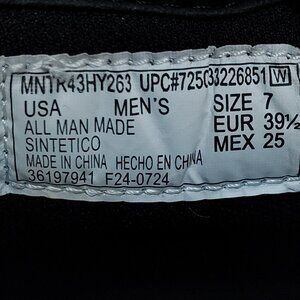 MNTR43HY263 UPC#725033226851 W
USA MEN'S SIZE 7
ALL MAN MADE EUR 39½
SINTETICO MEX 25
MADE IN CHINA HECHO EN CHINA
36197941 F24-0724